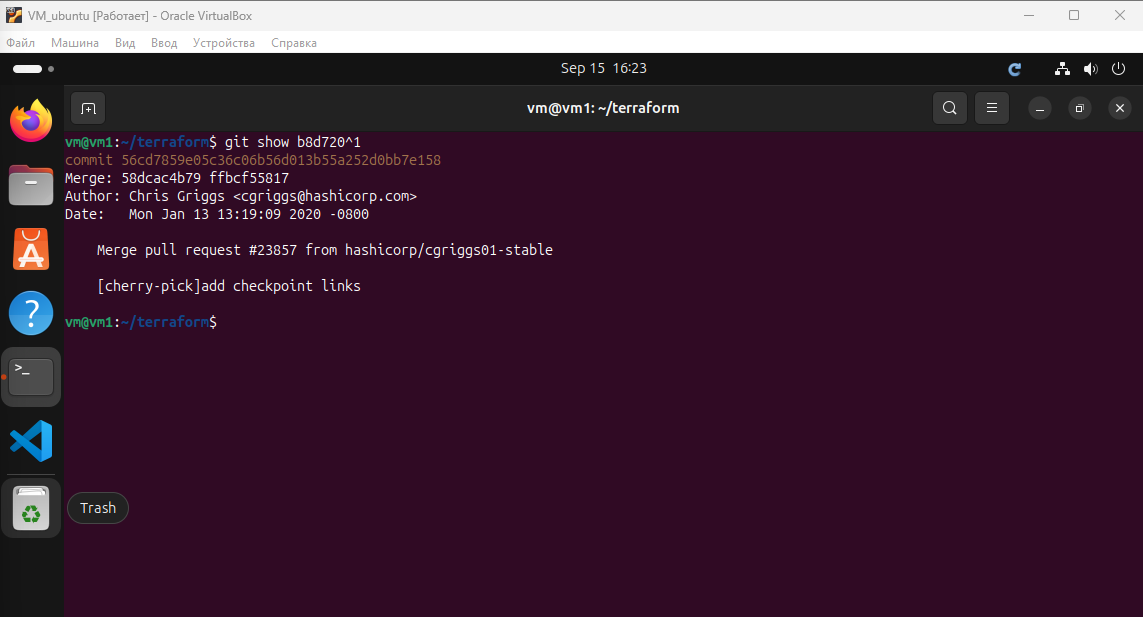 VM_ubuntu [Работает] - Oracle VirtualBox
Файл Машина Вид Ввод Устройства Справка
Sep 15 16:23
vm@vm1: ~/terraform
vm@vm1:~/terraform$ git show b8d720^1
commit 56cd7859e05c36c06b56d013b55a252d0bb7e158
Merge: 58dcac4b79 ffbcf55817
Author: Chris Griggs <cgriggs@hashicorp.com>
Date:   Mon Jan 13 13:19:09 2020 -0800
    Merge pull request #23857 from hashicorp/cgriggs01-stable
    [cherry-pick]add checkpoint links
vm@vm1:~/terraform$
Trash